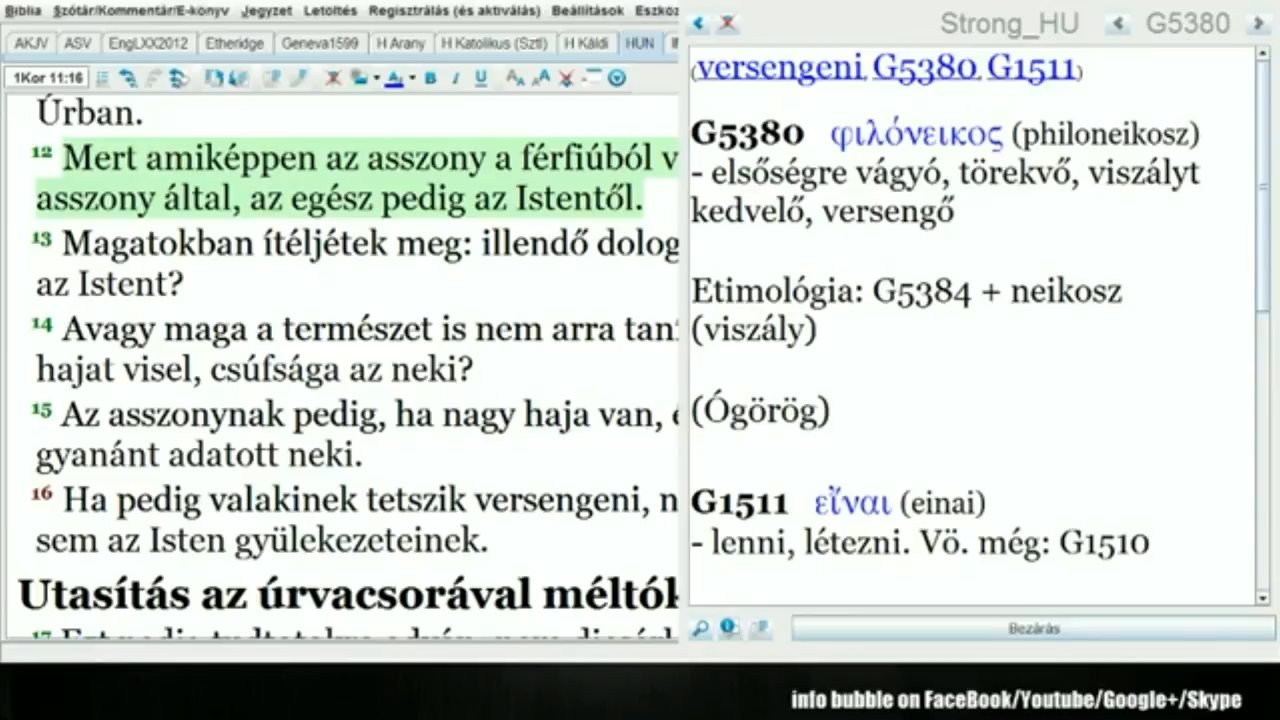 Biblia Szótár/Kommentár/E-könyv Jegyzet Letöltés Regisztrálás (és aktiválás) Beállítások Eszkoz
AKJV ASV EngLXX2012 Etheridge Geneva1599 H Arany H Katolikus (SztI) H Káldi HUN
1Kor 11:16
Úrban.
12 Mert amiképpen az asszony a férfiúból v
asszony által, az egész pedig az Istentől.
13 Magatokban ítéljétek meg: illendő dolog
az Istent?
14 Avagy maga a természet is nem arra tan
hajat visel, csúfsága az neki?
15 Az asszonynak pedig, ha nagy haja van,
gyanánt adatott neki.
16 Ha pedig valakinek tetszik versengeni, n
sem az Isten gyülekezeteinek.
Utasítás az úrvacsorával méltók
17 Ezt pedig
Strong_HU G5380
(versengeni, G5380, G1511)
G5380 φιλόνεικος (philoneikosz)
- elsőségre vágyó, törekvő, viszályt
kedvelő, versengő
Etimológia: G5384 + neikosz
(viszály)
(Ógörög)
G1511 εἶναι (einai)
- lenni, létezni. Vö. még: G1510
Bezárás
info bubble on FaceBook/Youtube/Google+/Skype